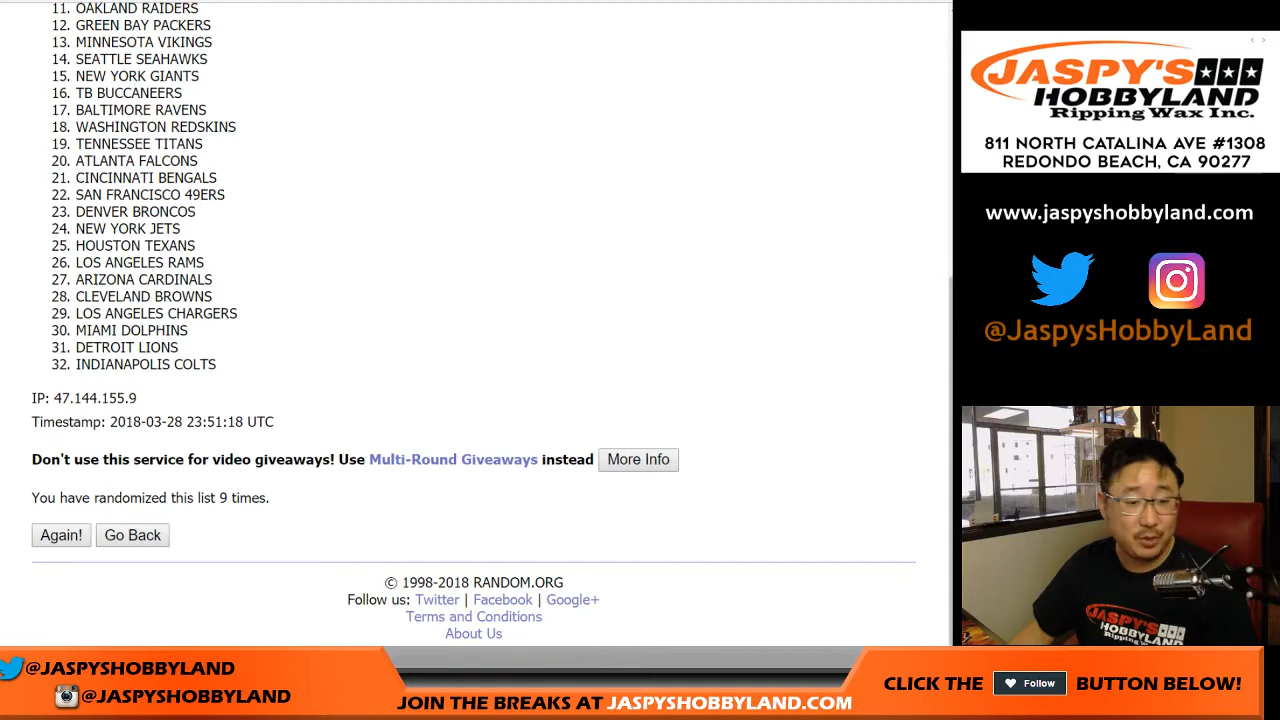 11. OAKLAND RAIDERS
12. GREEN BAY PACKERS
13. MINNESOTA VIKINGS
14. SEATTLE SEAHAWKS
15. NEW YORK GIANTS
16. TB BUCCANEERS
17. BALTIMORE RAVENS
18. WASHINGTON REDSKINS
19. TENNESSEE TITANS
20. ATLANTA FALCONS
21. CINCINNATI BENGALS
22. SAN FRANCISCO 49ERS
23. DENVER BRONCOS
24. NEW YORK JETS
25. HOUSTON TEXANS
26. LOS ANGELES RAMS
27. ARIZONA CARDINALS
28. CLEVELAND BROWNS
29. LOS ANGELES CHARGERS
30. MIAMI DOLPHINS
31. DETROIT LIONS
32. INDIANAPOLIS COLTS
IP: 47.144.155.9
Timestamp: 2018-03-28 23:51:18 UTC
Don't use this service for video giveaways! Use Multi-Round Giveaways instead More Info
You have randomized this list 9 times.
Again! Go Back
© 1998-2018 RANDOM.ORG
Follow us: Twitter | Facebook | Google+
Terms and Conditions
About Us
JASPY'S
HOBBYLAND
Ripping Wax Inc.
811 NORTH CATALINA AVE #1308
REDONDO BEACH, CA 90277
www.jaspyshobbyland.com
@JaspysHobbyLand
JASPY'S
HOBBYLAND
Ripping Wax
@JASPYSHOBBYLAND
@JASPYSHOBBYLAND
JOIN THE BREAKS AT JASPYSHOBBYLAND.COM
CLICK THE Follow BUTTON BELOW!